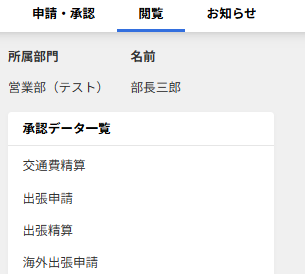 申請・承認 閲覧 お知らせ
所属部門 名前
営業部（テスト） 部長三郎
承認データ一覧
交通費精算
出張申請
出張精算
海外出張申請